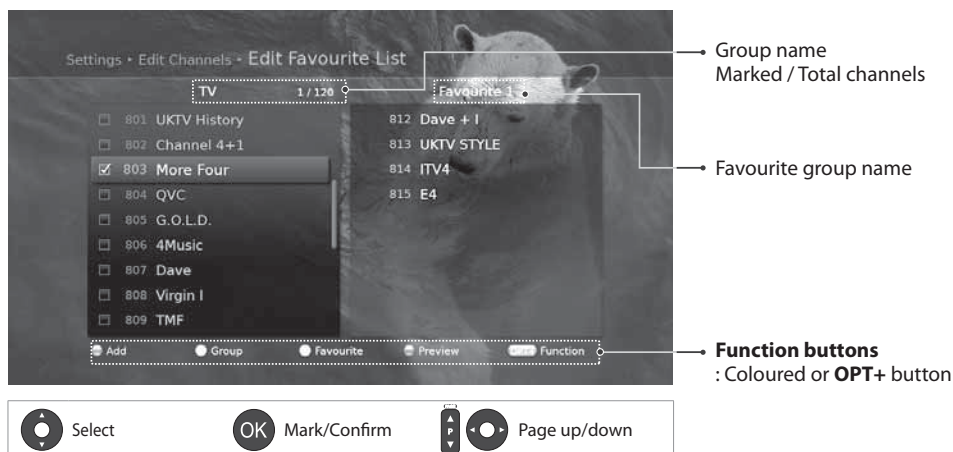 Settings • Edit Channels • Edit Favourite List
TV 1 / 120
Favourite 1
801 UKTV History
802 Channel 4+1
803 More Four
804 QVC
805 G.O.L.D.
806 4Music
807 Dave
808 Virgin I
809 TMF
812 Dave + I
813 UKTV STYLE
814 ITV4
815 E4
Add Group Favourite Preview Function
Group name
Marked / Total channels
Favourite group name
Function buttons
: Coloured or OPT+ button
Select OK Mark/Confirm P Page up/down